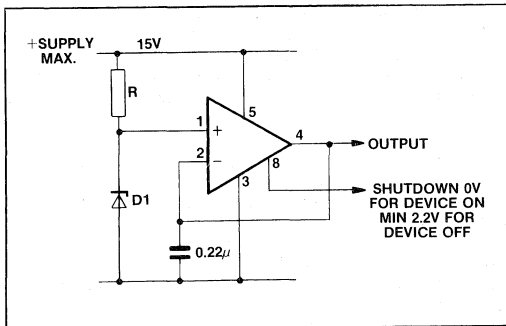 +SUPPLY
MAX.
15V
R
5
1
+
4
OUTPUT
2
−
8
3
D1
SHUTDOWN 0V
FOR DEVICE ON
MIN 2.2V FOR
DEVICE OFF
0.22μ